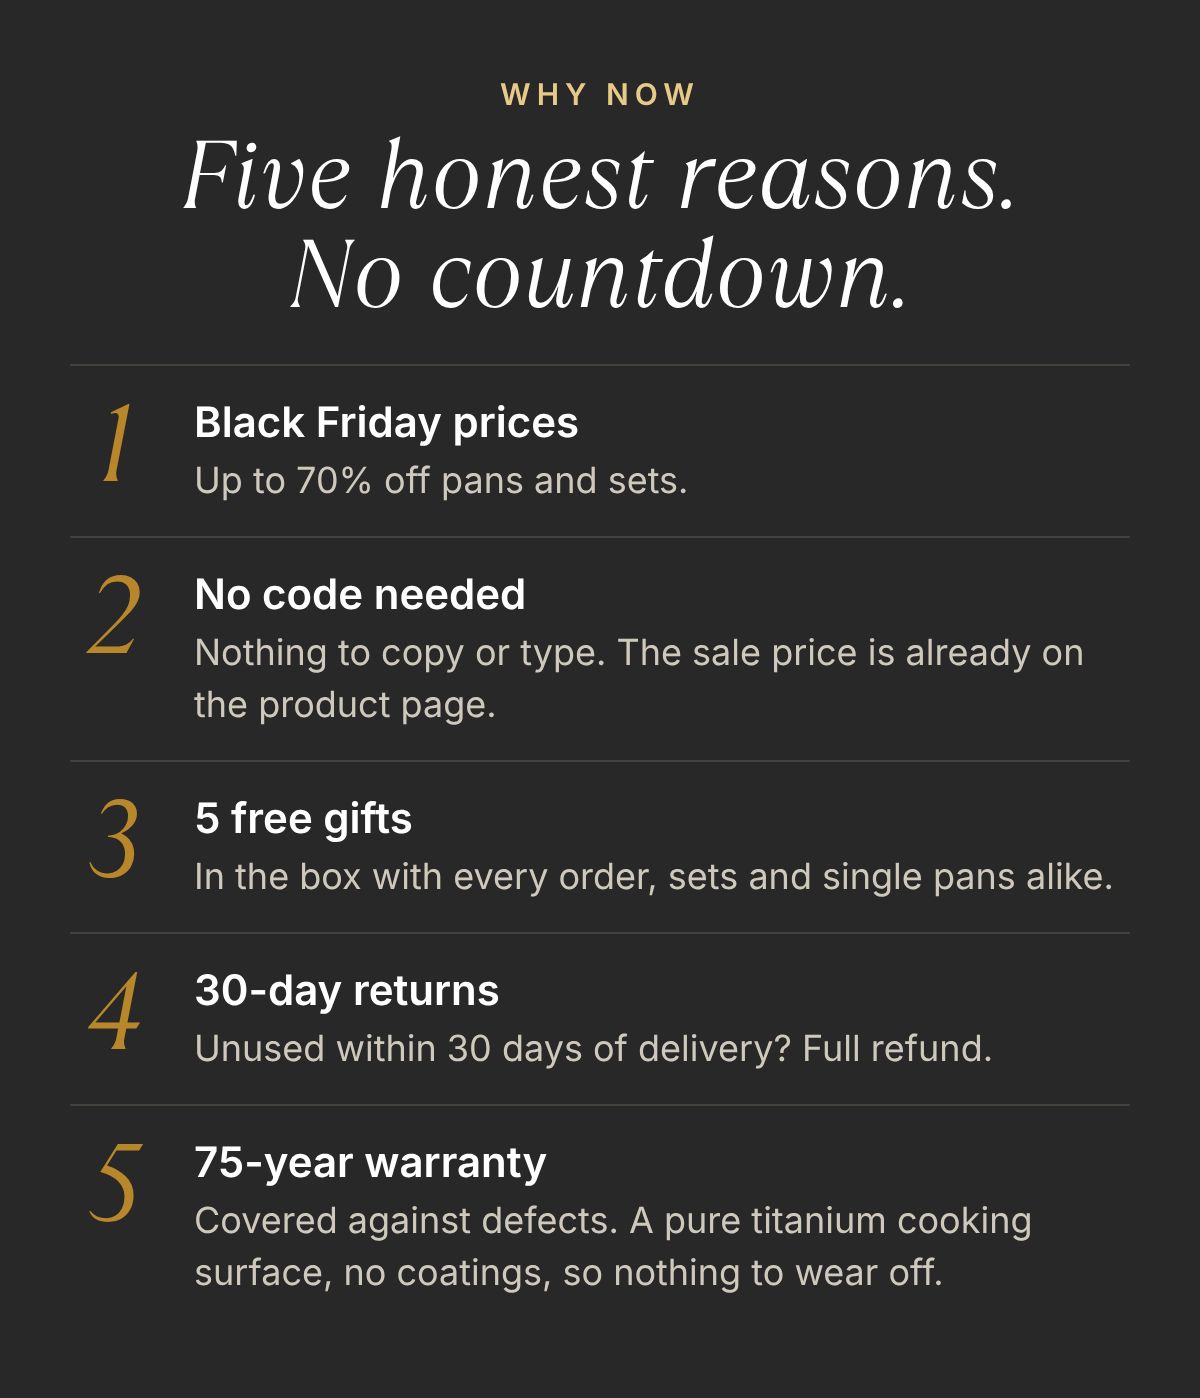 WHY NOW
Five honest reasons.
No countdown.
1
Black Friday prices
Up to 70% off pans and sets.
2
No code needed
Nothing to copy or type. The sale price is already on
the product page.
3
5 free gifts
In the box with every order, sets and single pans alike.
4
30-day returns
Unused within 30 days of delivery? Full refund.
5
75-year warranty
Covered against defects. A pure titanium cooking
surface, no coatings, so nothing to wear off.